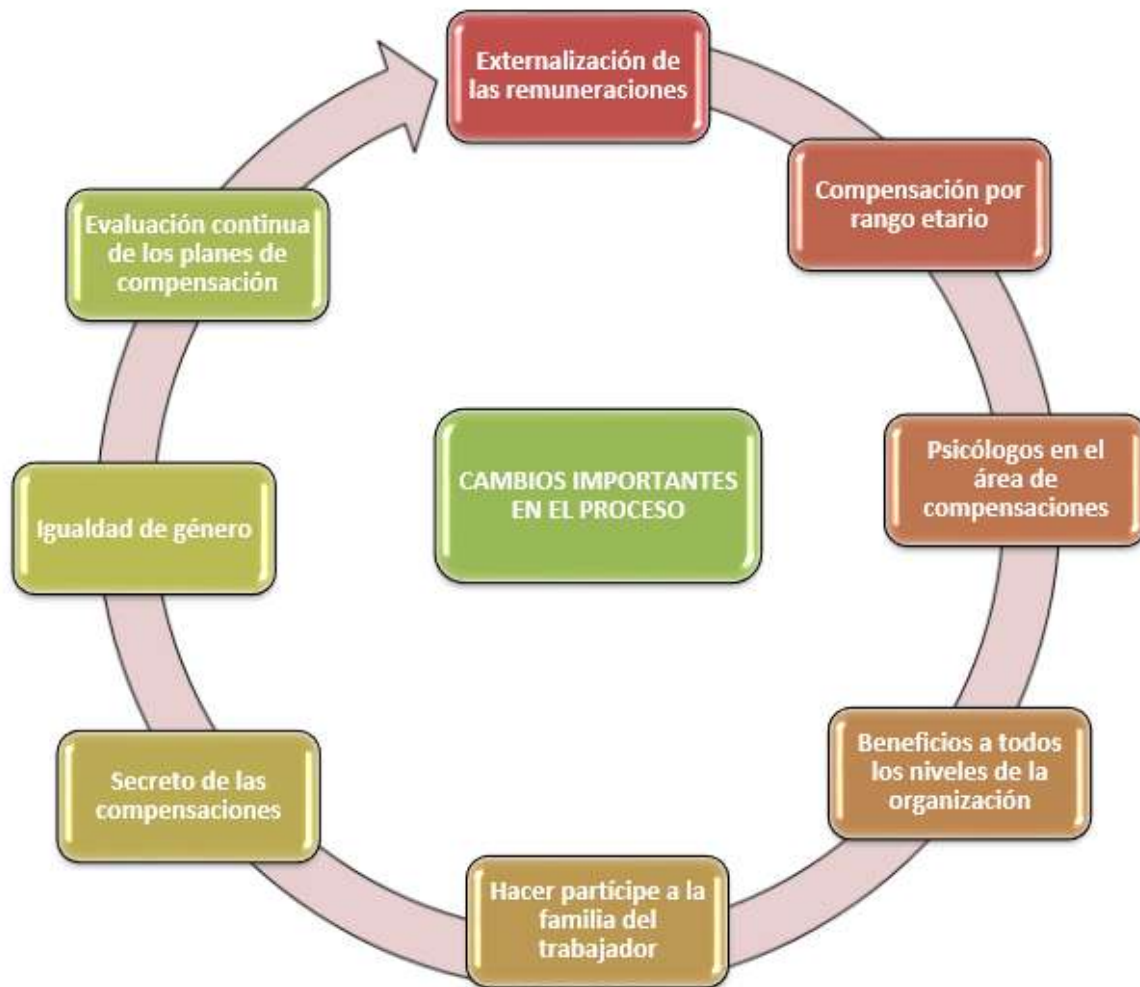 Externalización de
las remuneraciones
Compensación por
rango etario
Psicólogos en el
área de
compensaciones
Beneficios a todos
los niveles de la
organización
Hacer partícipe a la
familia del
trabajador
Secreto de las
compensaciones
Igualdad de género
Evaluación continua
de los planes de
compensación
CAMBIOS IMPORTANTES
EN EL PROCESO